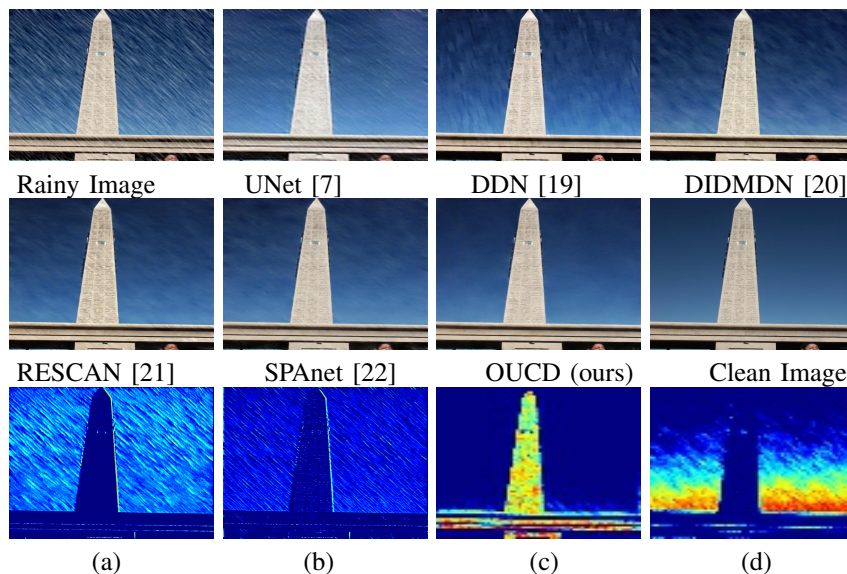 Rainy Image UNet [7] DDN [19] DIDMDN [20]
RESCAN [21] SPAnet [22] OUCD (ours) Clean Image
(a) (b) (c) (d)